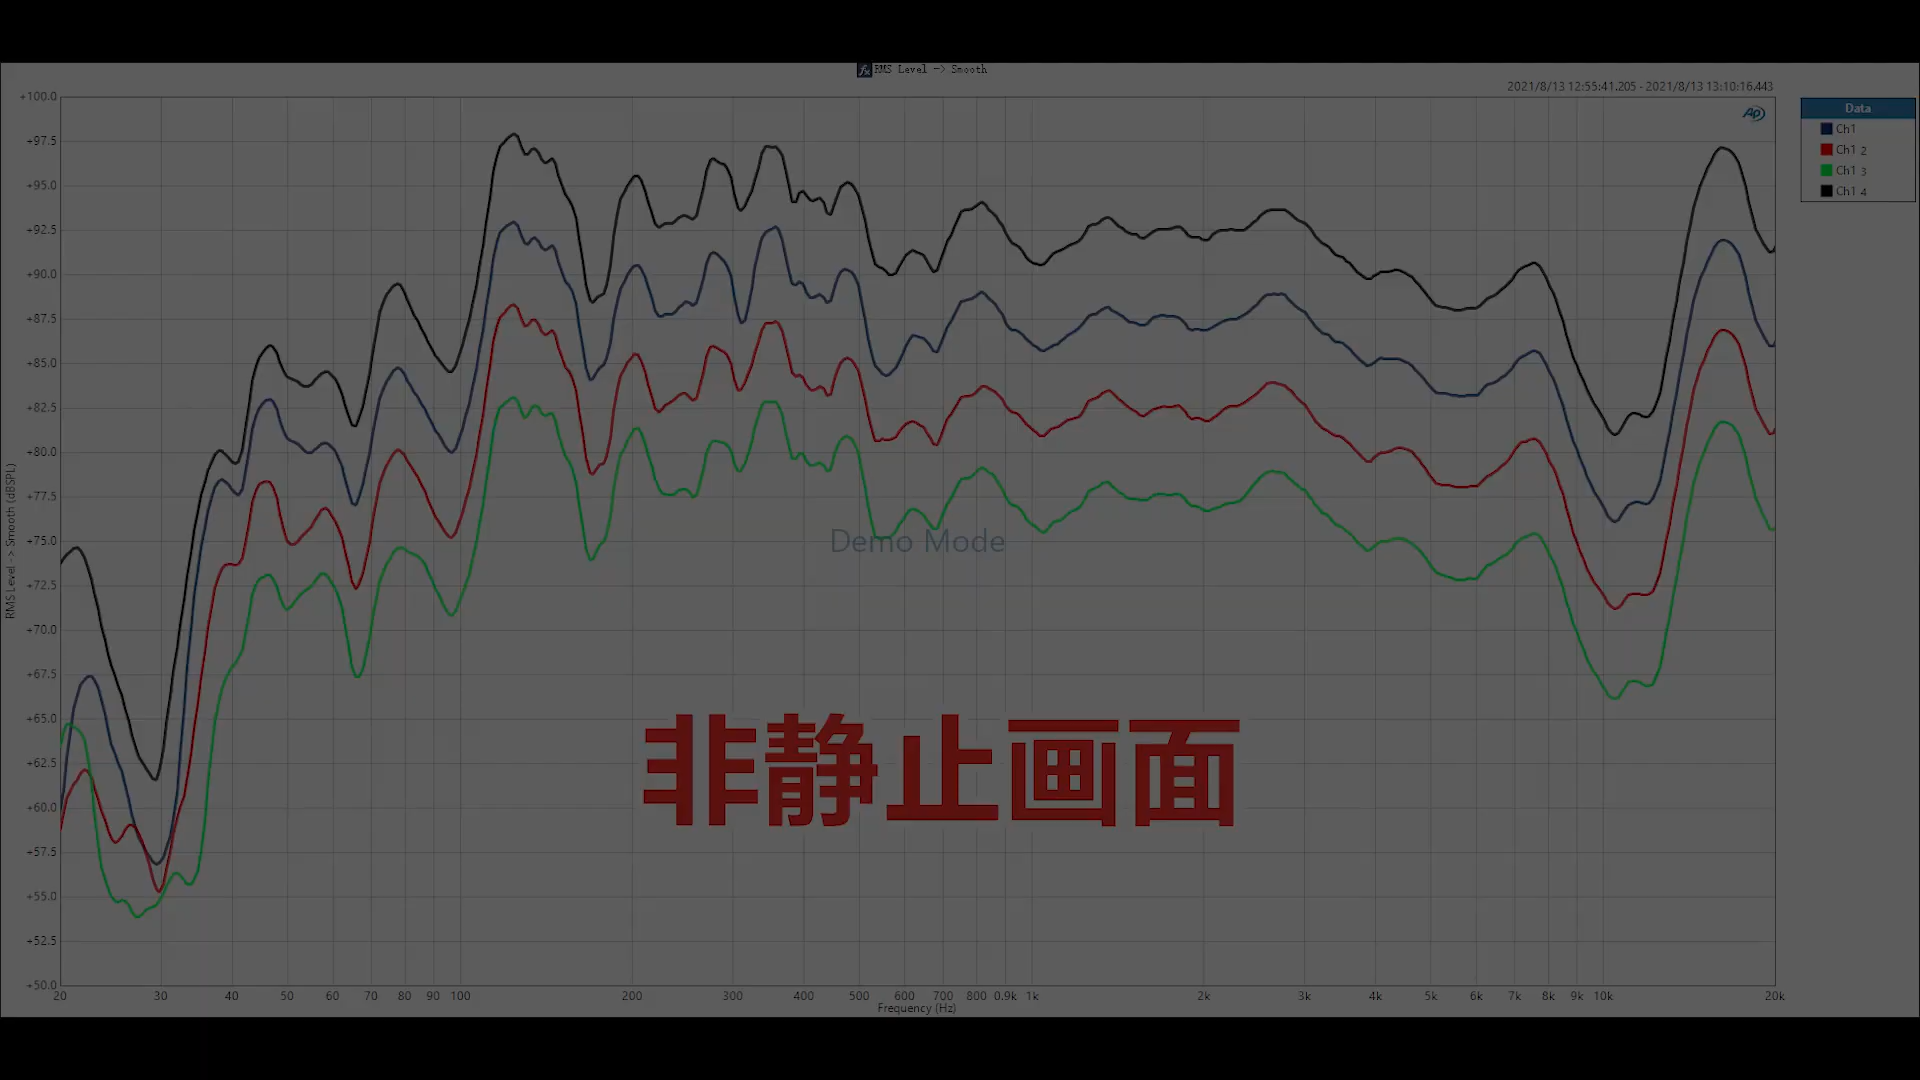 RMS Level -> Smooth
2021/8/13 12:55:41.205 - 2021/8/13 13:10:16.443
AP
Data
Ch1
Ch1 2
Ch1 3
Ch1 4
+100.0
+97.5
+95.0
+92.5
+90.0
+87.5
+85.0
+82.5
+80.0
+77.5
+75.0
+72.5
+70.0
+67.5
+65.0
+62.5
+60.0
+57.5
+55.0
+52.5
+50.0
RMS Level -> Smooth (dBSPL)
Demo Mode
非静止画面
20 30 40 50 60 70 80 90 100 200 300 400 500 600 700 800 0.9k 1k 2k 3k 4k 5k 6k 7k 8k 9k 10k 20k
Frequency (Hz)